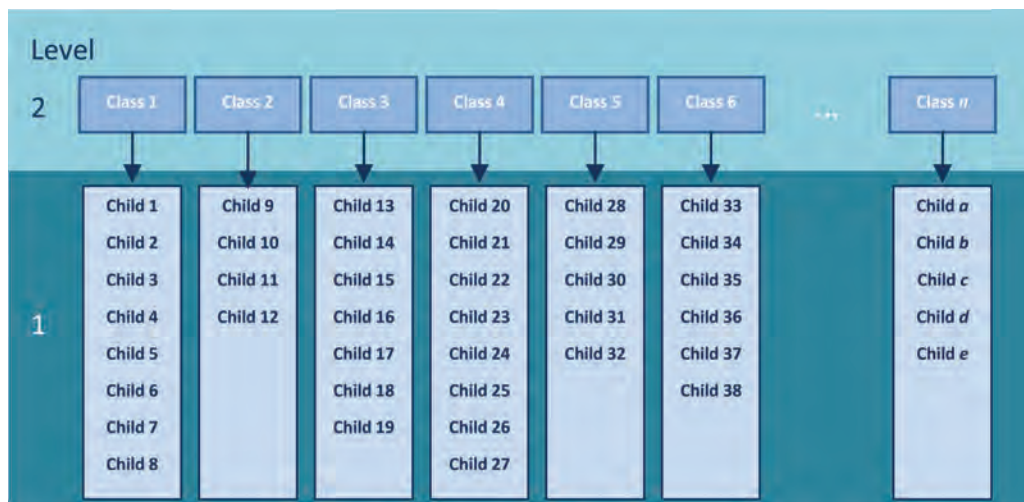 Level
2
Class 1
Class 2
Class 3
Class 4
Class 5
Class 6
...
Class n
1
Child 1
Child 2
Child 3
Child 4
Child 5
Child 6
Child 7
Child 8
Child 9
Child 10
Child 11
Child 12
Child 13
Child 14
Child 15
Child 16
Child 17
Child 18
Child 19
Child 20
Child 21
Child 22
Child 23
Child 24
Child 25
Child 26
Child 27
Child 28
Child 29
Child 30
Child 31
Child 32
Child 33
Child 34
Child 35
Child 36
Child 37
Child 38
Child a
Child b
Child c
Child d
Child e